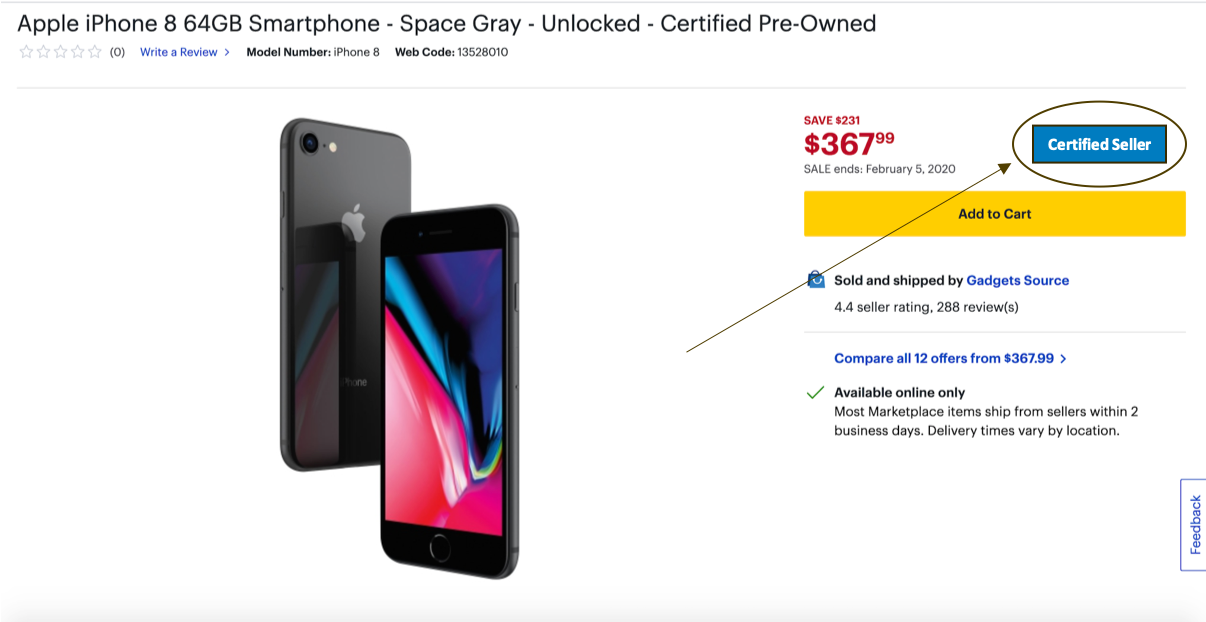 Apple iPhone 8 64GB Smartphone - Space Gray - Unlocked - Certified Pre-Owned
(0) Write a Review > Model Number: iPhone 8 Web Code: 13528010
SAVE $231
$367⁹⁹
SALE ends: February 5, 2020
Certified Seller
Add to Cart
Sold and shipped by Gadgets Source
4.4 seller rating, 288 review(s)
Compare all 12 offers from $367.99 >
Available online only
Most Marketplace items ship from sellers within 2
business days. Delivery times vary by location.
iPhone
Feedback